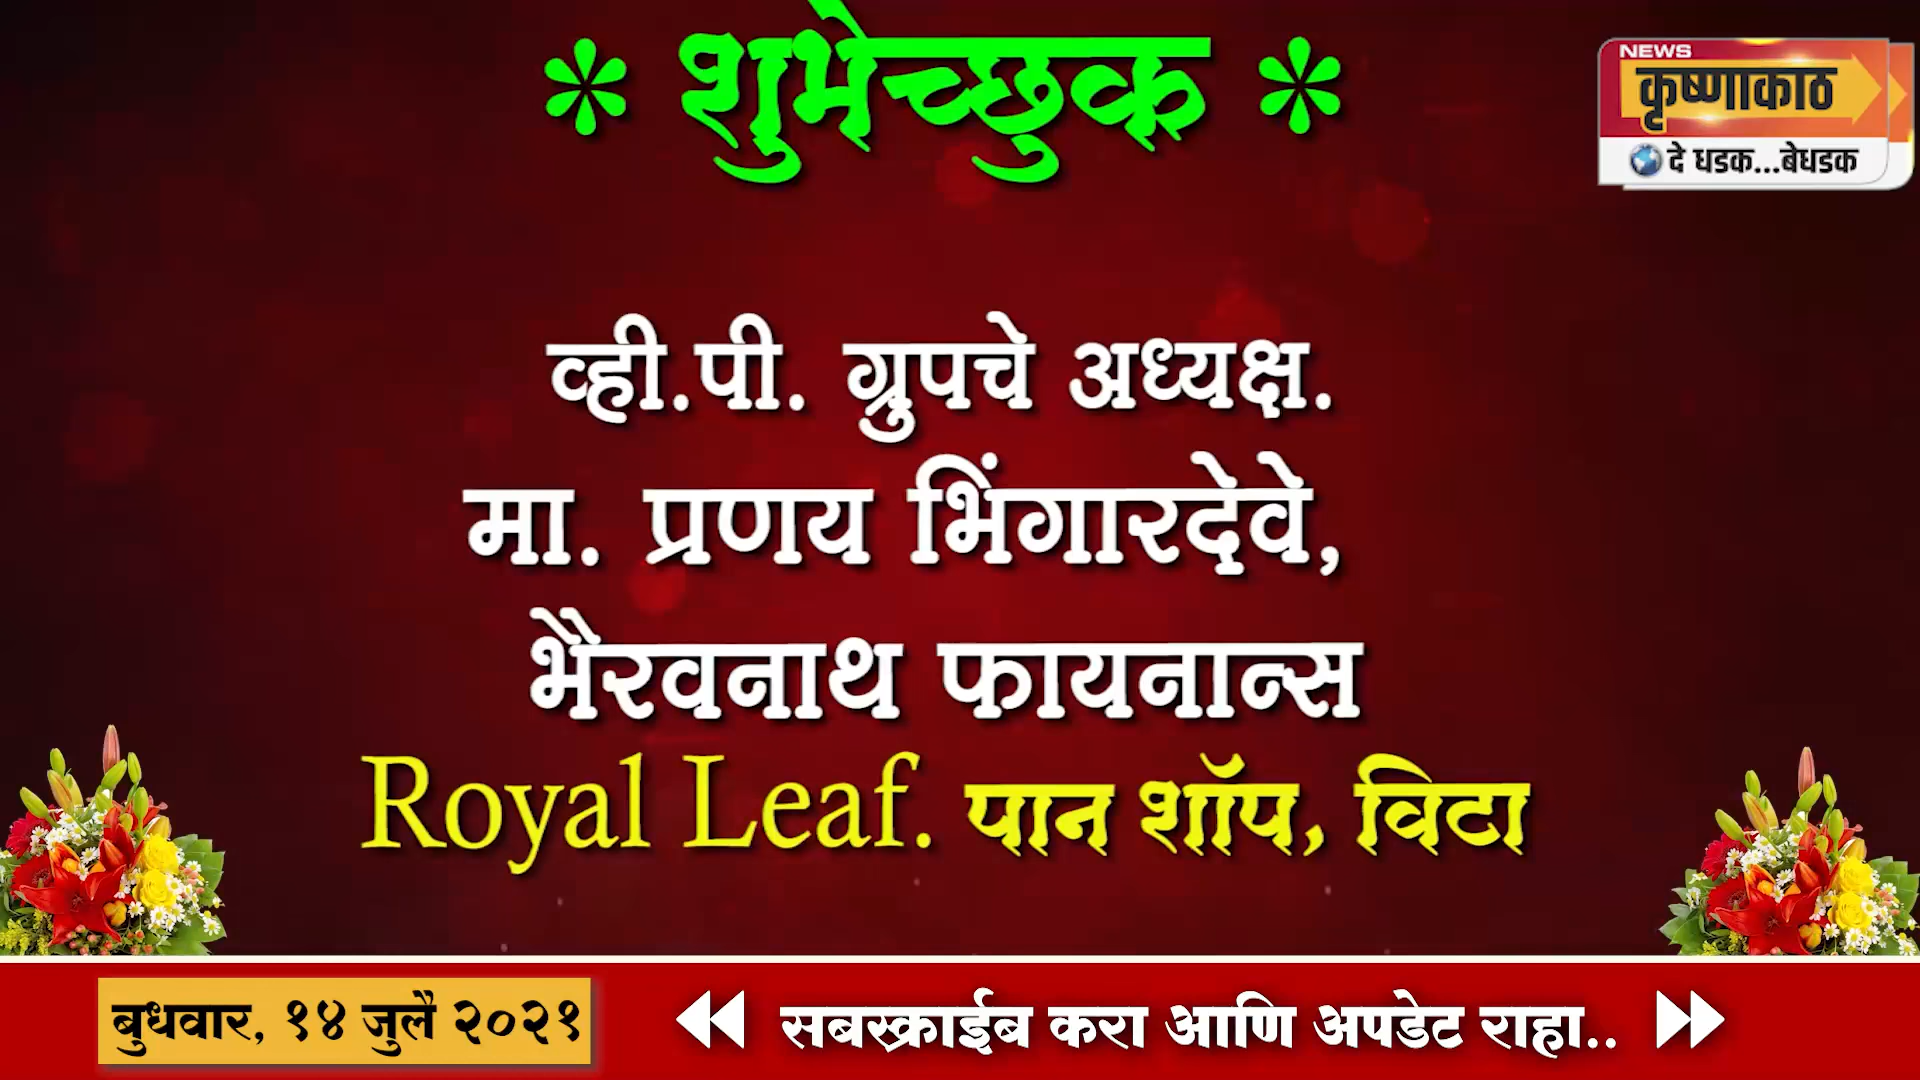 * शुभेच्छुक *
NEWS
कृष्णाकाठ
दे धडक...बेधडक
व्ही.पी. ग्रुपचे अध्यक्ष.
मा. प्रणय भिंगारदेवे,
भैरवनाथ फायनान्स
Royal Leaf. पान शॉप, विटा
बुधवार, १४ जुलै २०२१
सबस्क्राईब करा आणि अपडेट राहा..